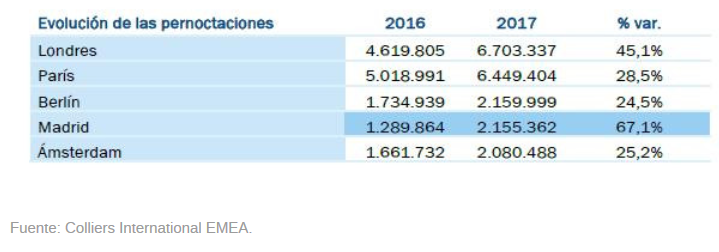 Evolución de las pernoctaciones 2016 2017 % var.
Londres 4.619.805 6.703.337 45,1%
París 5.018.991 6.449.404 28,5%
Berlín 1.734.939 2.159.999 24,5%
Madrid 1.289.864 2.155.362 67,1%
Ámsterdam 1.661.732 2.080.488 25,2%
Fuente: Colliers International EMEA.